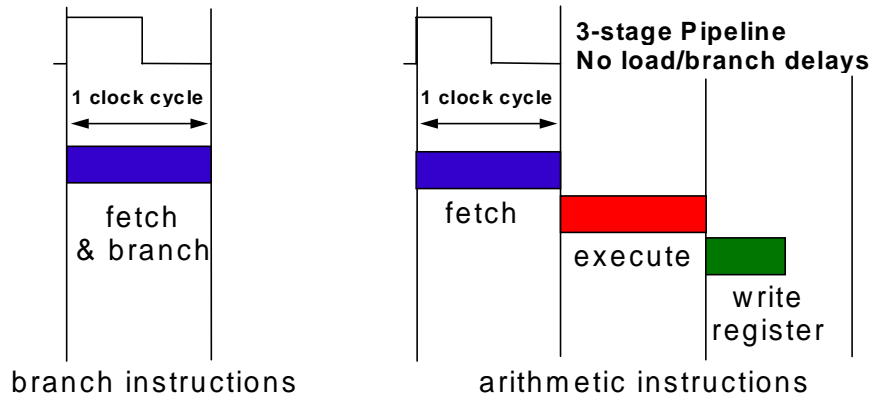 3-stage Pipeline
No load/branch delays
1 clock cycle
1 clock cycle
fetch
& branch
fetch
execute
write
register
branch instructions
arithmetic instructions